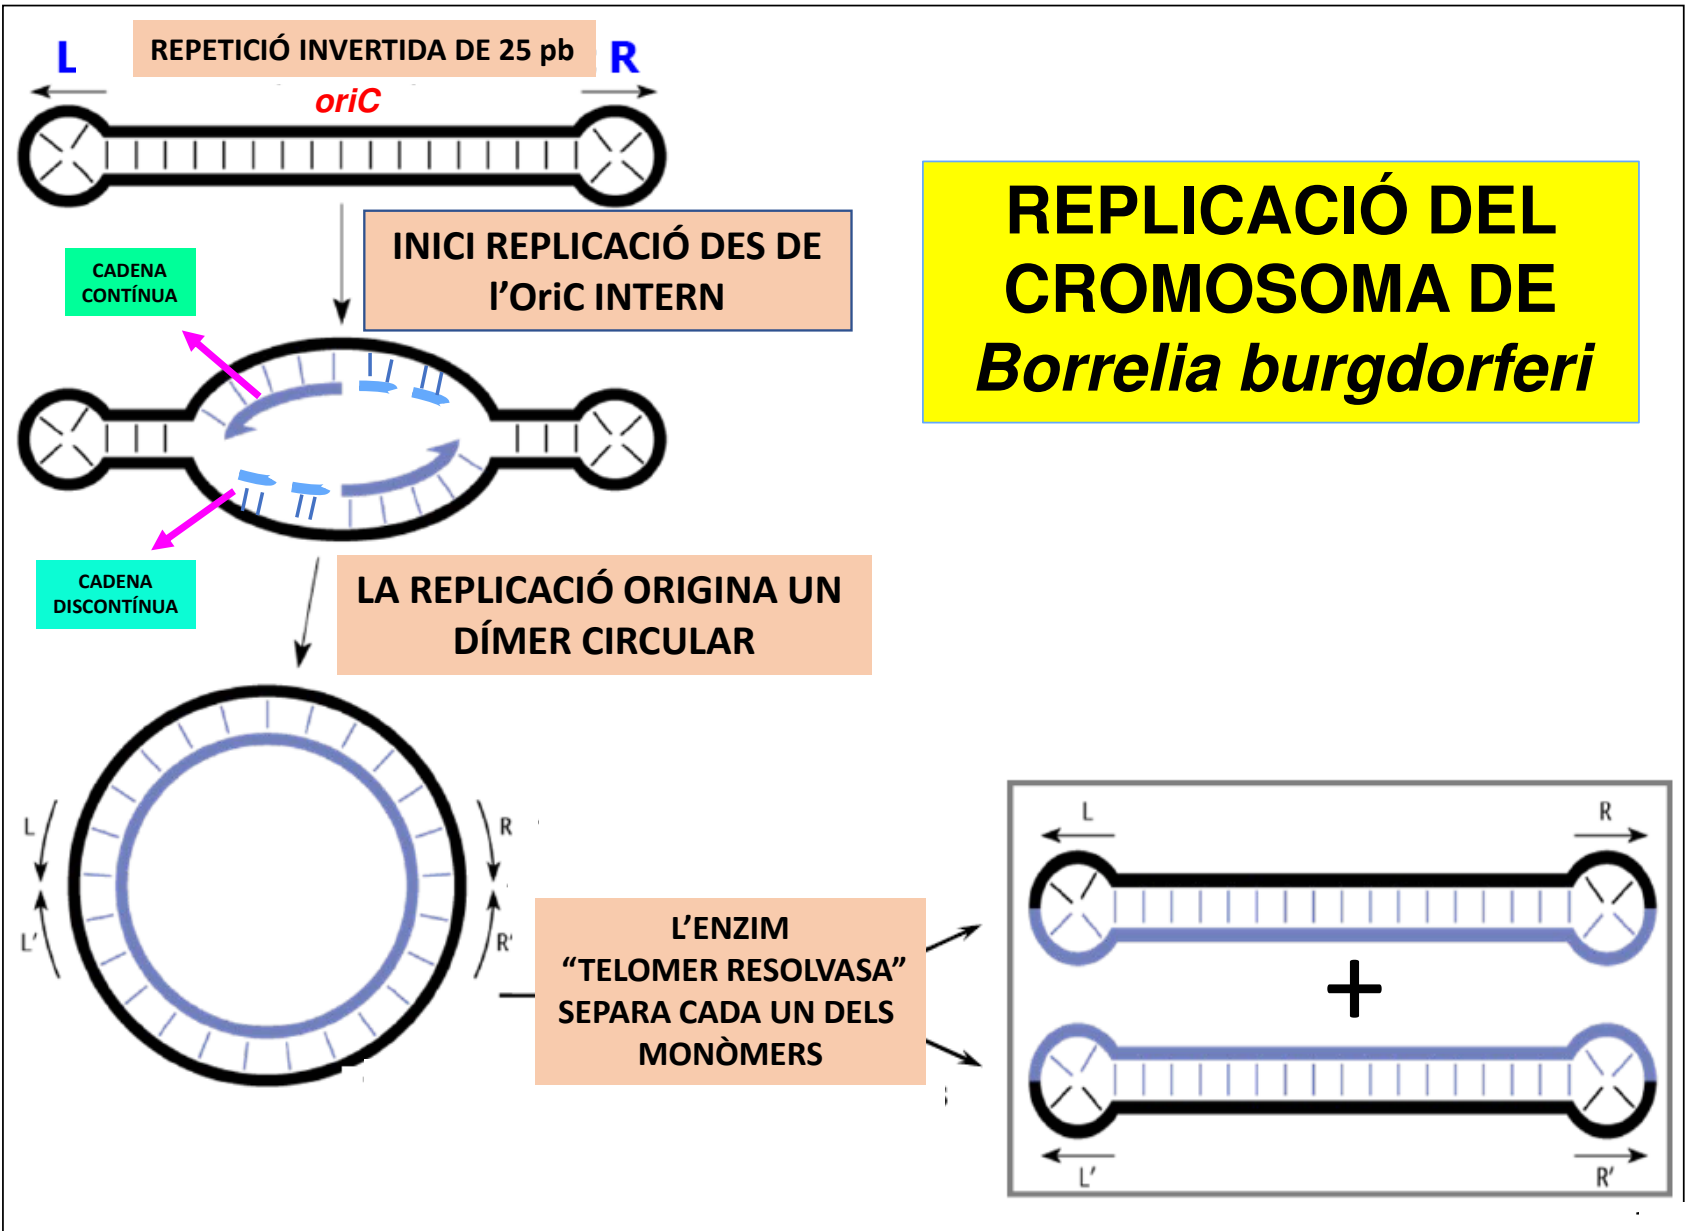 L
REPETICIÓ INVERTIDA DE 25 pb
R
oriC
INICI REPLICACIÓ DES DE
l’OriC INTERN
REPLICACIÓ DEL
CROMOSOMA DE
Borrelia burgdorferi
CADENA
CONTÍNUA
CADENA
DISCONTÍNUA
LA REPLICACIÓ ORIGINA UN
DÍMER CIRCULAR
L
R
L’
R’
L’ENZIM
“TELOMER RESOLVASA”
SEPARA CADA UN DELS
MONÒMERS
L
R
+
L’
R’